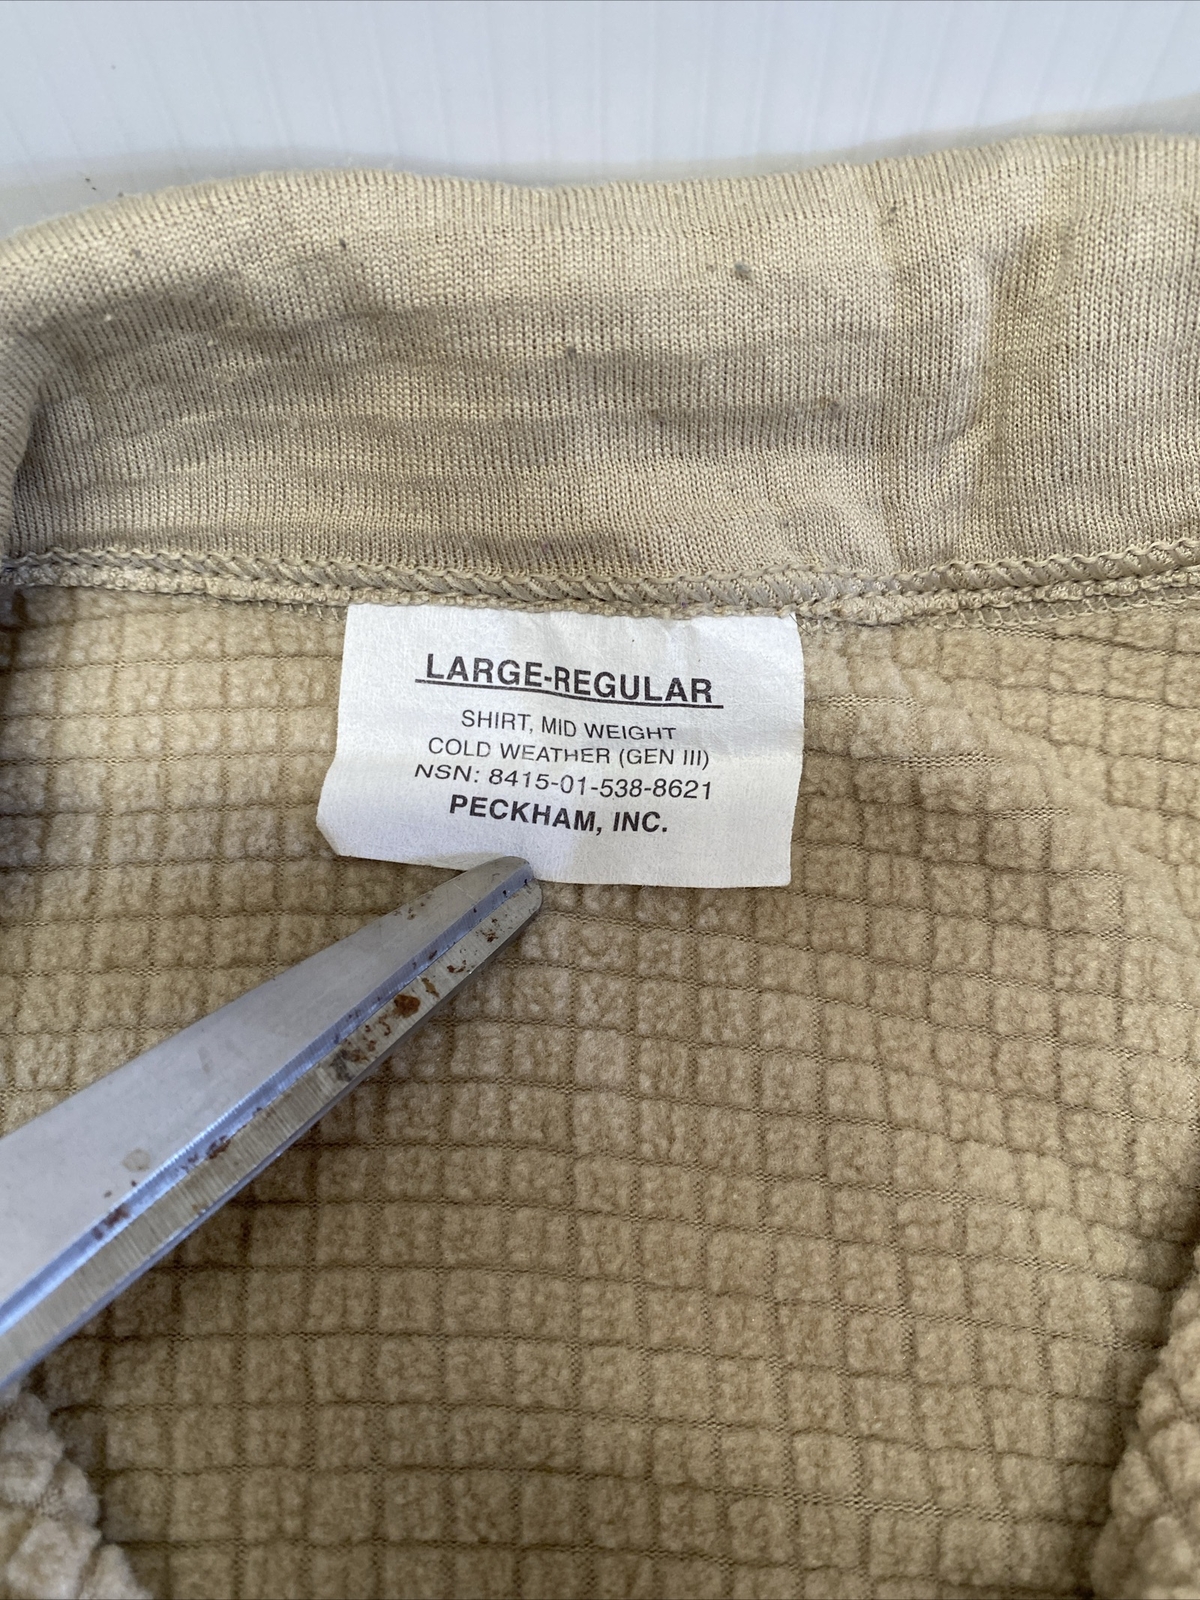 LARGE-REGULAR
SHIRT, MID WEIGHT
COLD WEATHER (GEN III)
NSN: 8415-01-538-8621
PECKHAM, INC.